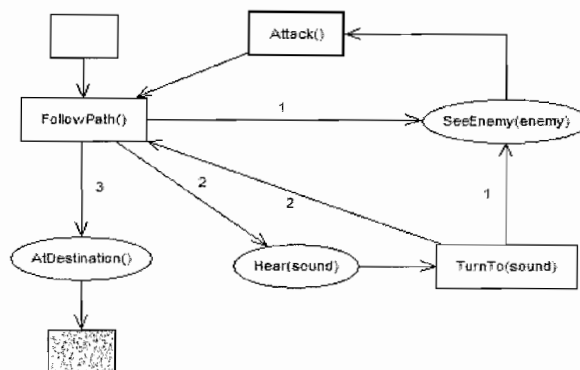 Attack()
FollowPath()
1
SeeEnemy(enemy)
3
2
2
1
AtDestination()
Hear(sound)
TurnTo(sound)